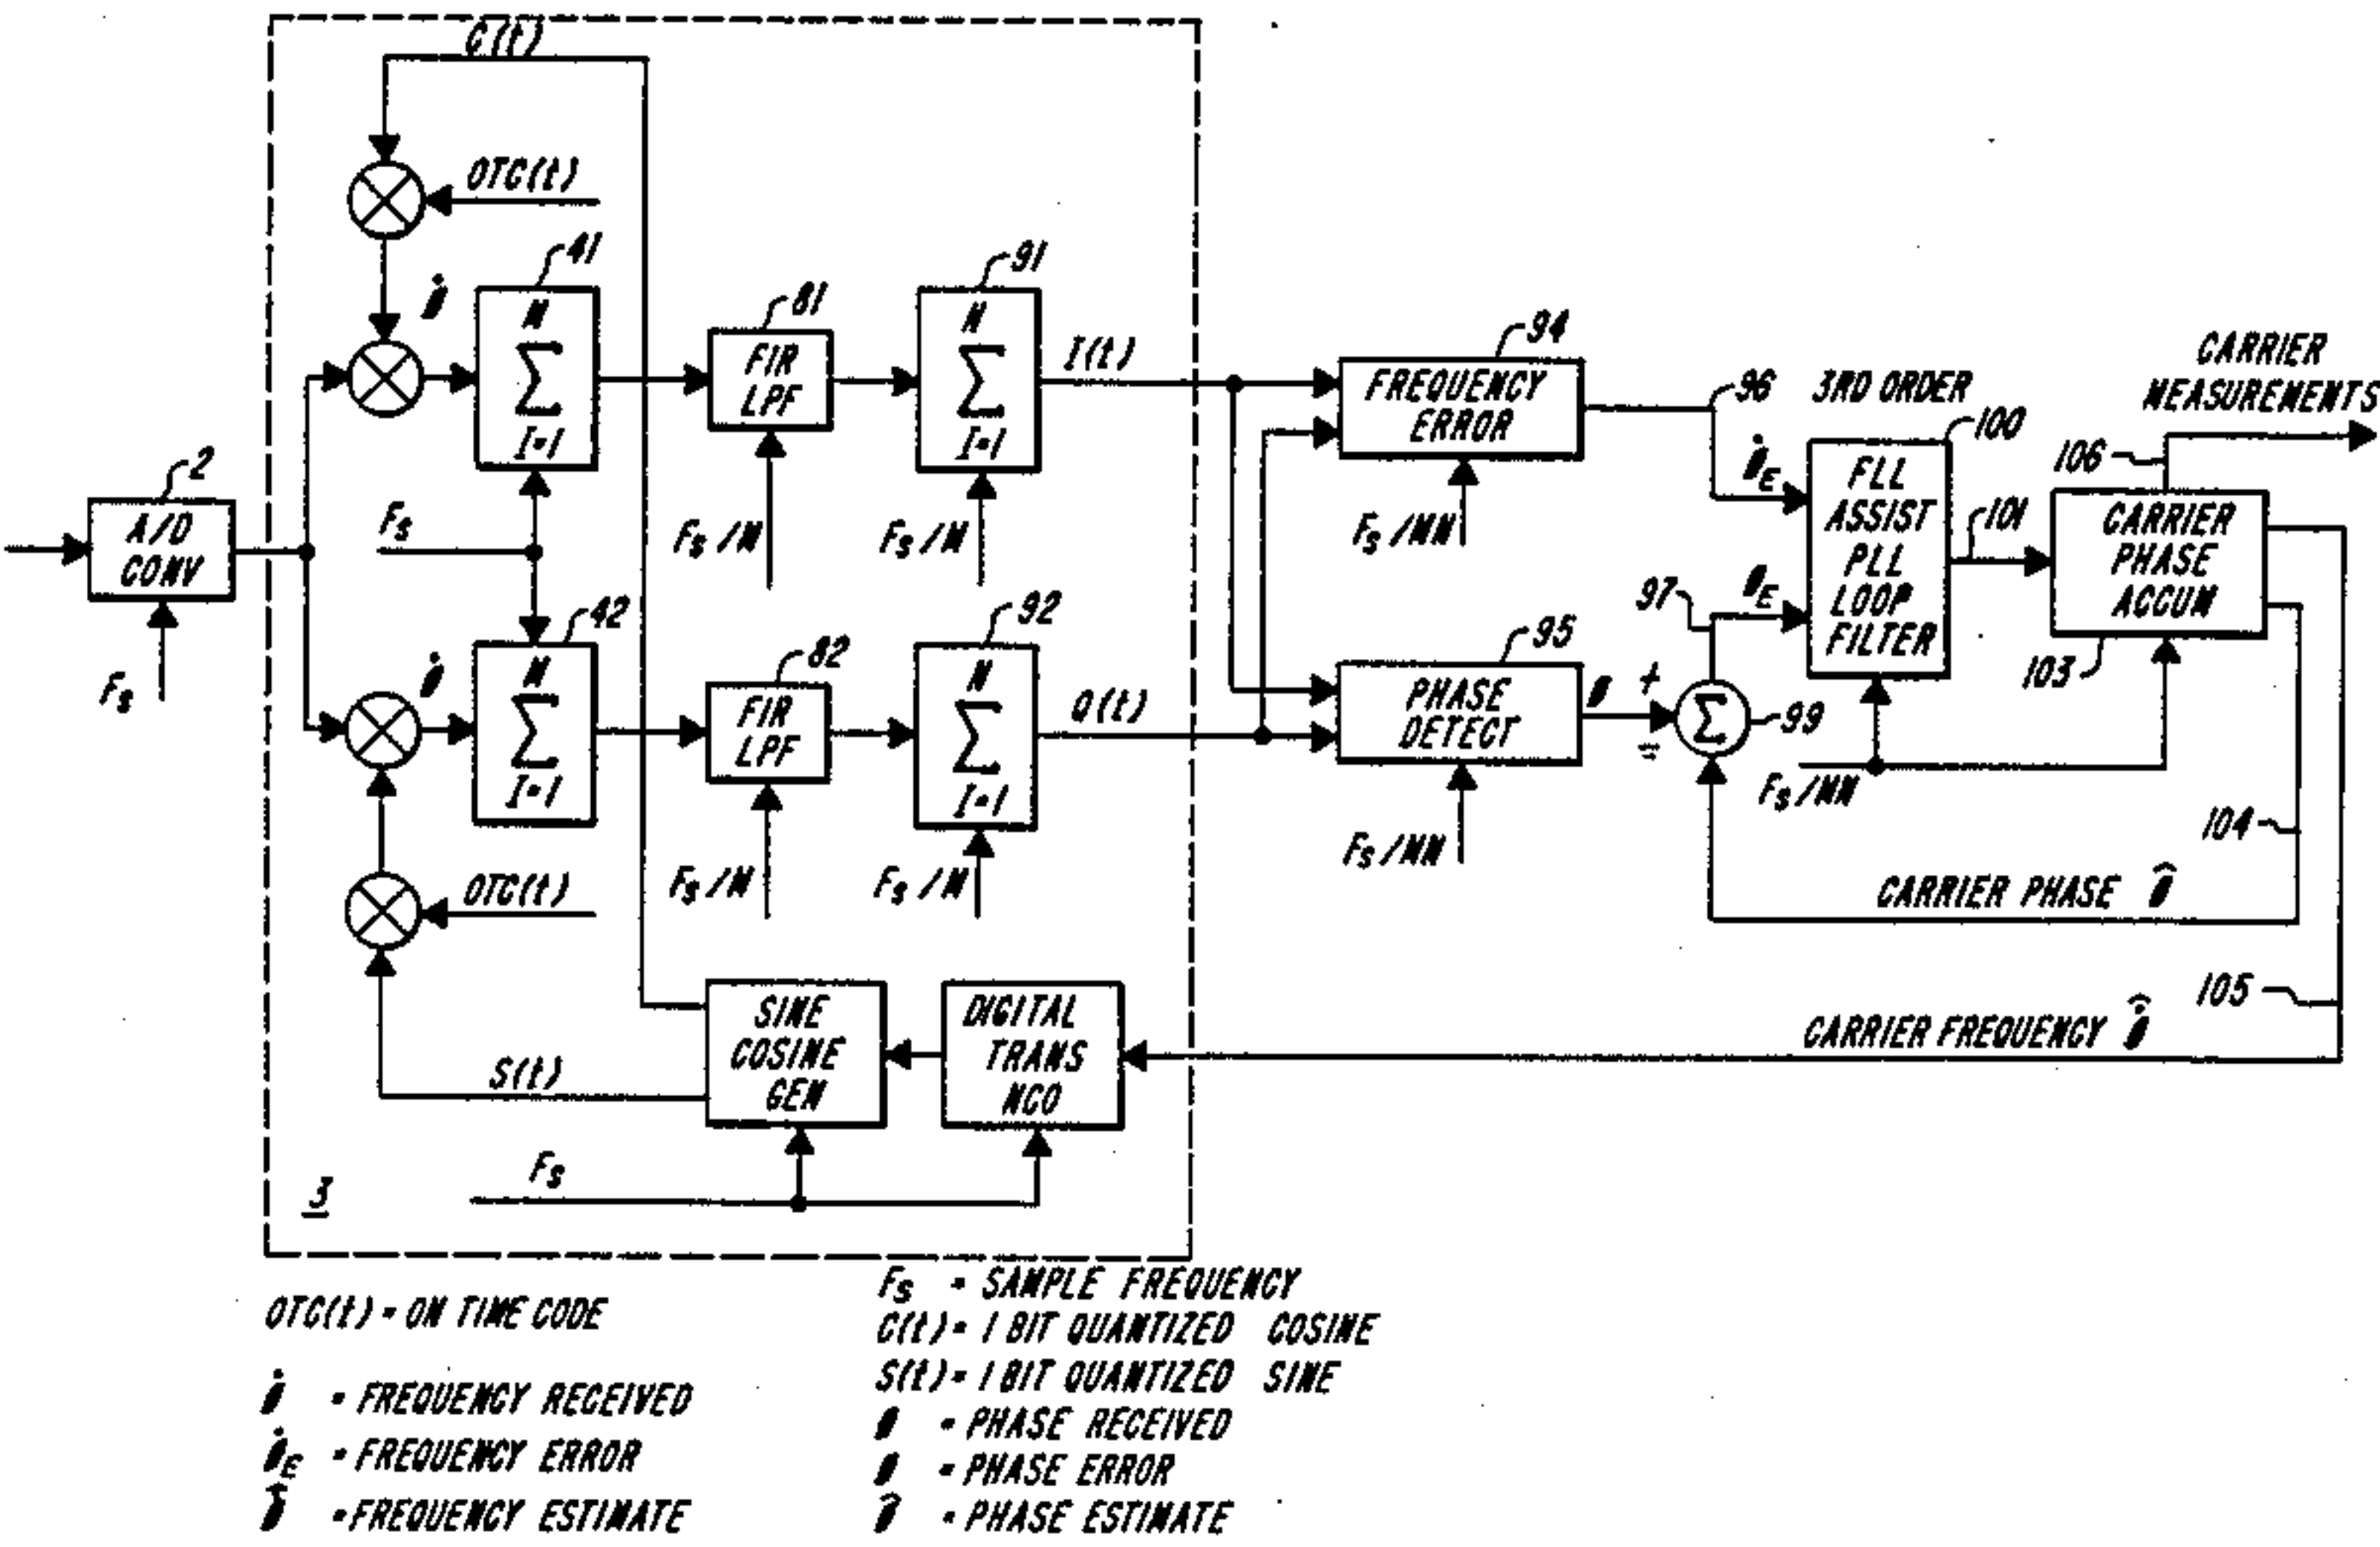 C(t)
OTC(t)
41
M
Σ
I=1
81
FIR
LPF
91
N
Σ
I=1
I(t)
94
FREQUENCY
ERROR
96
3RD ORDER
100
CARRIER
MEASUREMENTS
106
2
A/D
CONV
Fs
Fs
Fs/M
Fs/M
Fs/MN
θ̇E
FLL
ASSIST
PLL
LOOP
FILTER
101
CARRIER
PHASE
ACCUM
103
97
θE
42
M
Σ
I=1
82
FIR
LPF
92
N
Σ
I=1
Q(t)
95
PHASE
DETECT
θ
+
Σ
99
Fs/MN
104
Fs/M
Fs/M
Fs/MN
OTC(t)
CARRIER PHASE θ̂
105
SINE
COSINE
GEN
DIGITAL
TRANS
NCO
CARRIER FREQUENCY
S(t)
Fs
3
Fs = SAMPLE FREQUENCY
OTC(t) = ON TIME CODE
C(t) = 1 BIT QUANTIZED COSINE
S(t) = 1 BIT QUANTIZED SINE
θ̇ = FREQUENCY RECEIVED
θ = PHASE RECEIVED
θ̇E = FREQUENCY ERROR
θ = PHASE ERROR
= FREQUENCY ESTIMATE
θ̂ = PHASE ESTIMATE